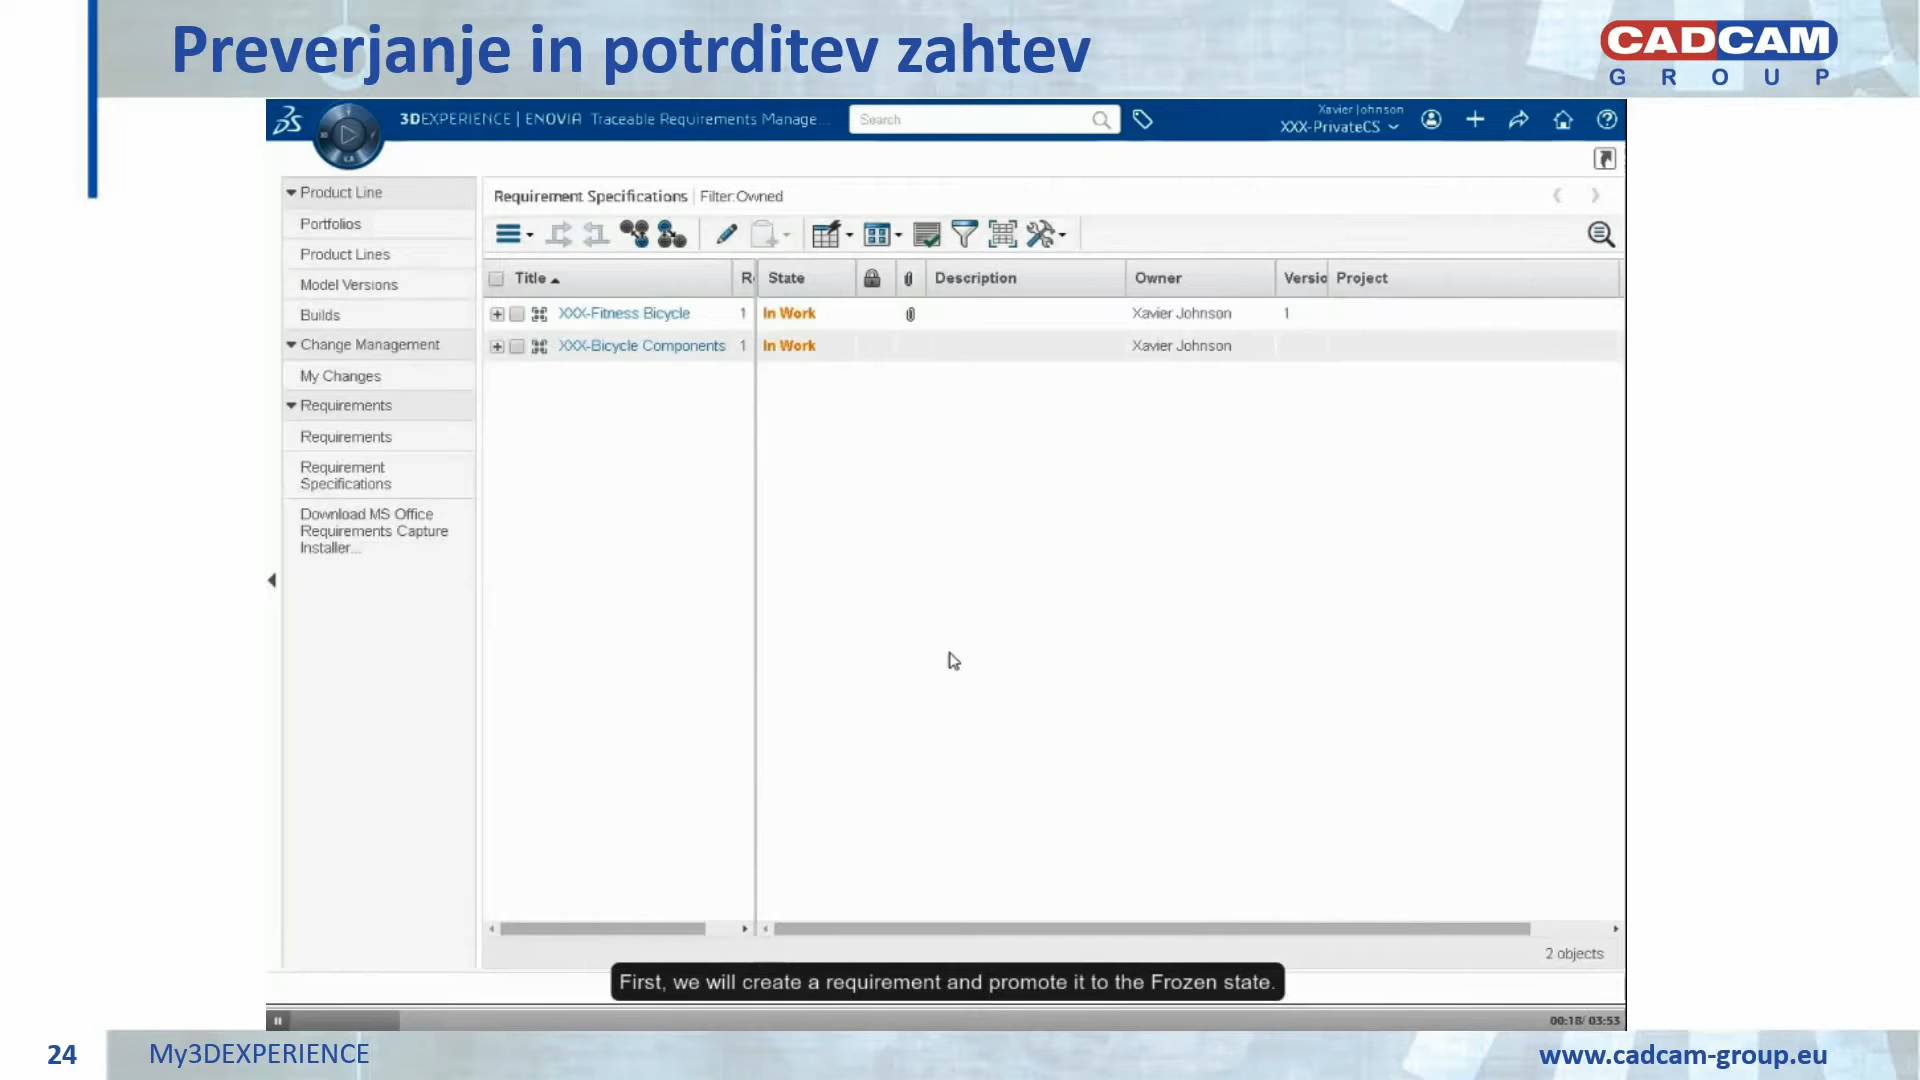 Preverjanje in potrditev zahtev
CADCAM
GROUP
3DEXPERIENCE | ENOVIA Traceable Requirements Manage...
Search
Xavier Johnson
XXX-PrivateCS
Product Line
Portfolios
Product Lines
Model Versions
Builds
Change Management
My Changes
Requirements
Requirements
Requirement
Specifications
Download MS Office
Requirements Capture
Installer...
Requirement Specifications | Filter:Owned
Title State Description Owner Versio Project
XXX-Fitness Bicycle 1 In Work Xavier Johnson 1
XXX-Bicycle Components 1 In Work Xavier Johnson
2 objects
First, we will create a requirement and promote it to the Frozen state.
00:18/ 03:53
24 My3DEXPERIENCE www.cadcam-group.eu